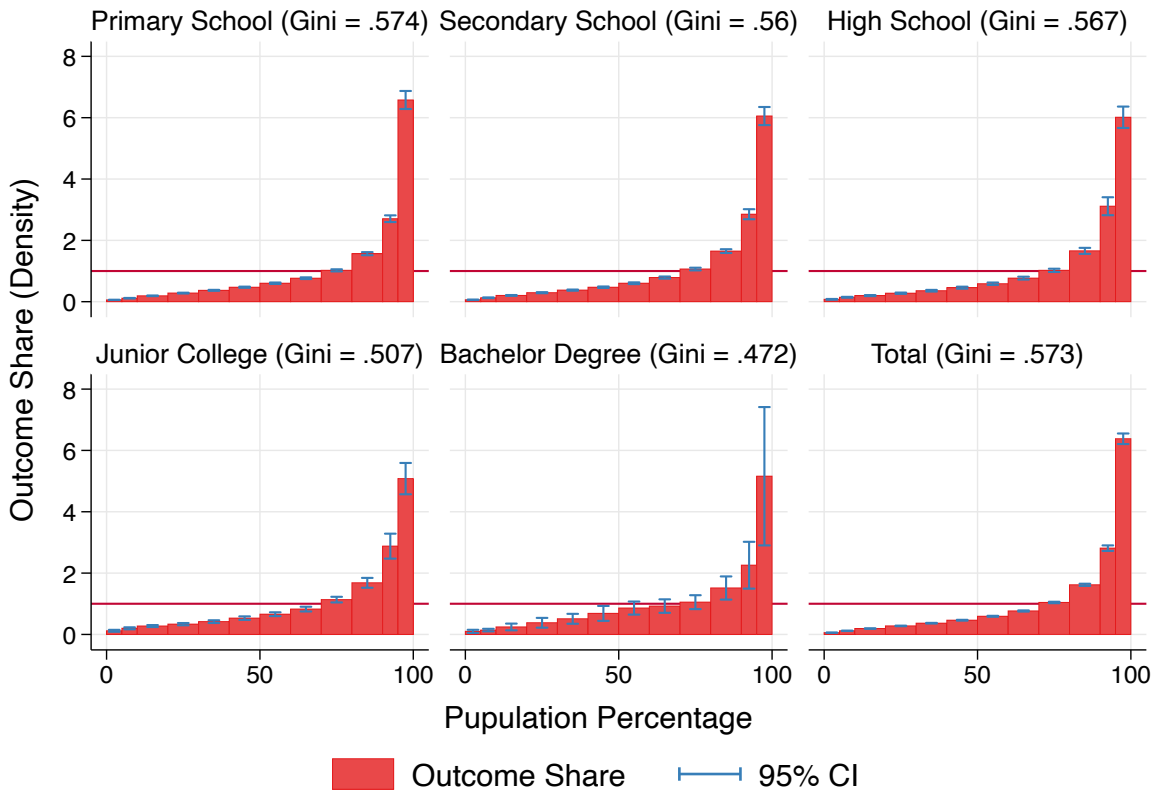 Primary School (Gini = .574) Secondary School (Gini = .56) High School (Gini = .567)
8
6
4
2
0
Junior College (Gini = .507) Bachelor Degree (Gini = .472) Total (Gini = .573)
8
6
4
2
0
0 50 100 0 50 100 0 50 100
Outcome Share (Density)
Pupulation Percentage
Outcome Share 95% CI